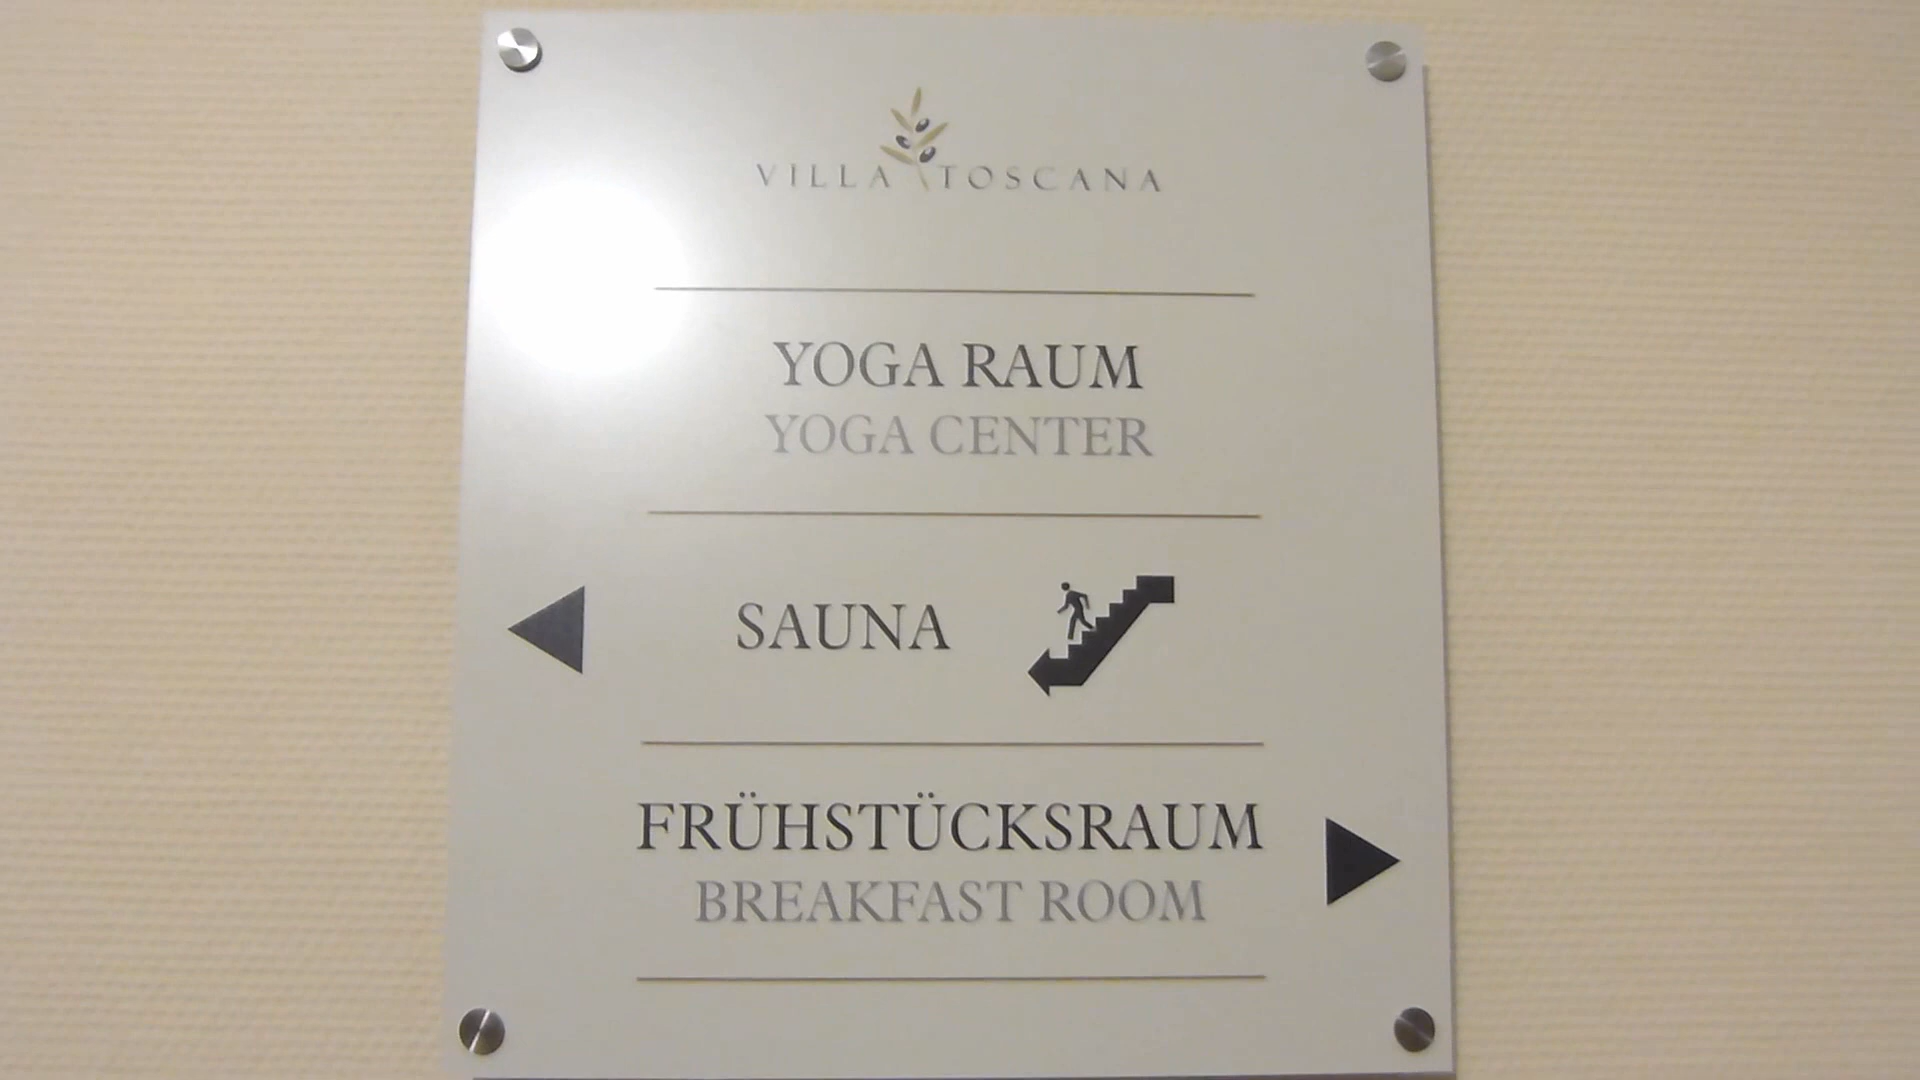 VILLA TOSCANA
YOGA RAUM
YOGA CENTER
SAUNA
FRÜHSTÜCKSRAUM
BREAKFAST ROOM